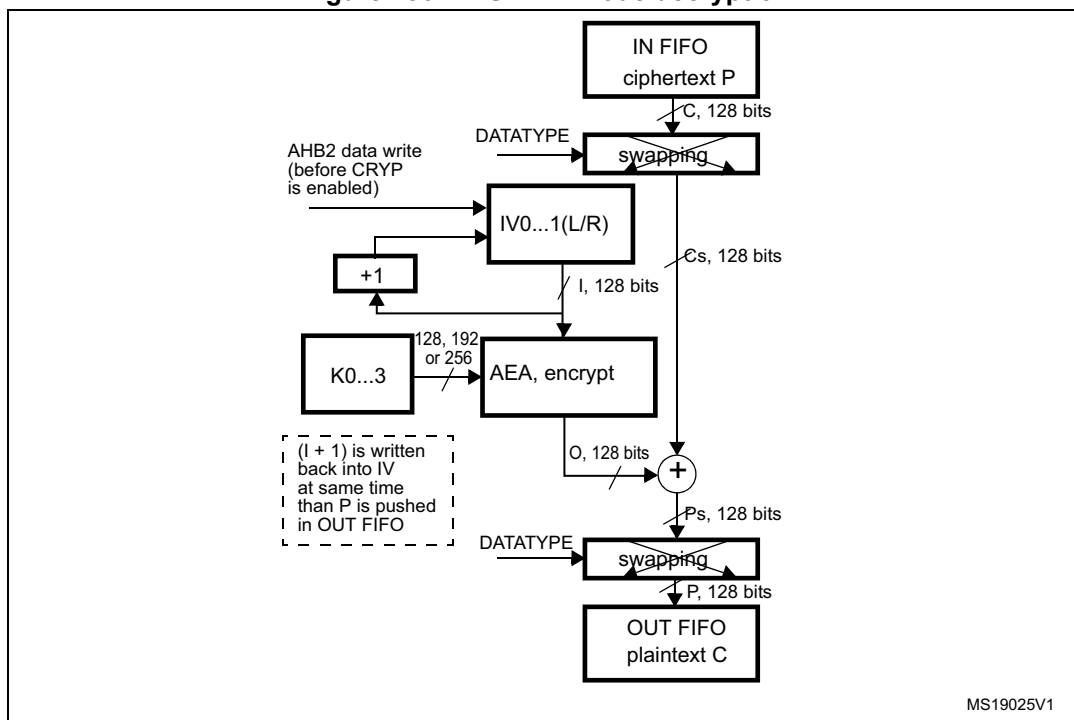 IN FIFO
ciphertext P
C, 128 bits
DATATYPE
swapping
AHB2 data write
(before CRYP
is enabled)
IV0...1(L/R)
Cs, 128 bits
+1
I, 128 bits
128, 192
or 256
K0...3
AEA, encrypt
(I + 1) is written
back into IV
at same time
than P is pushed
in OUT FIFO
O, 128 bits
+
Ps, 128 bits
DATATYPE
swapping
P, 128 bits
OUT FIFO
plaintext C
MS19025V1